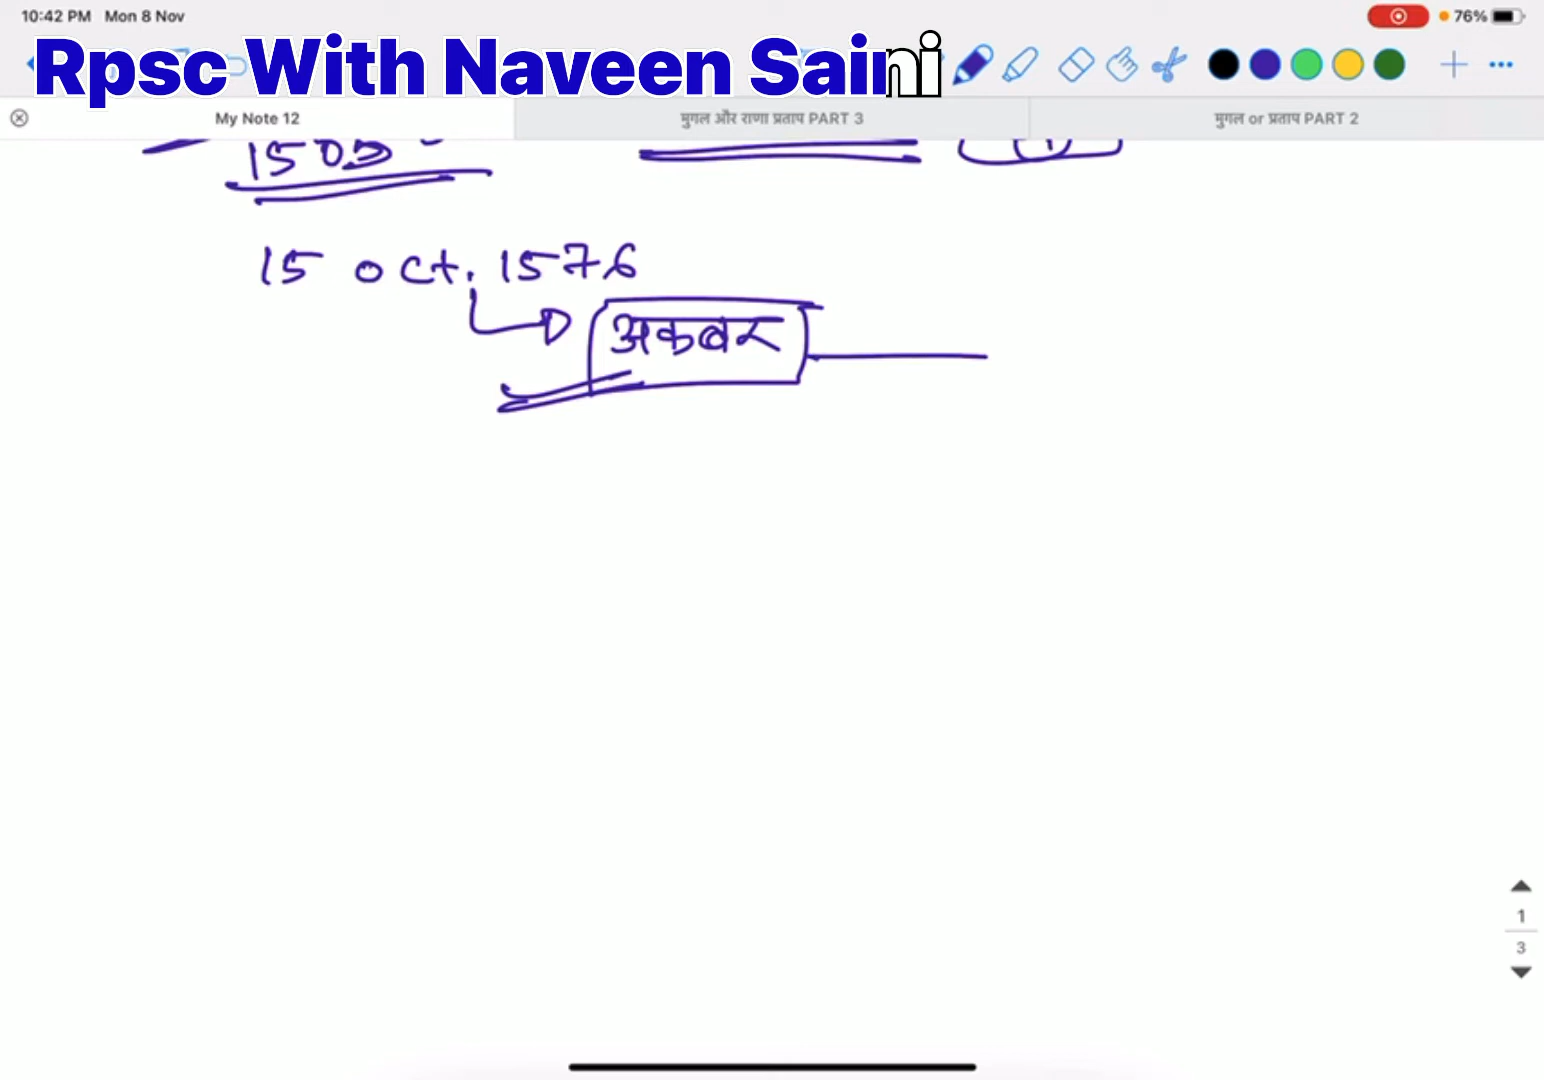 10:42 PM Mon 8 Nov
76%
Rpsc With Naveen Saini
My Note 12
मुगल और राणा प्रताप PART 3
मुगल or प्रताप PART 2
15 oct. 1576
अकबर
1
3